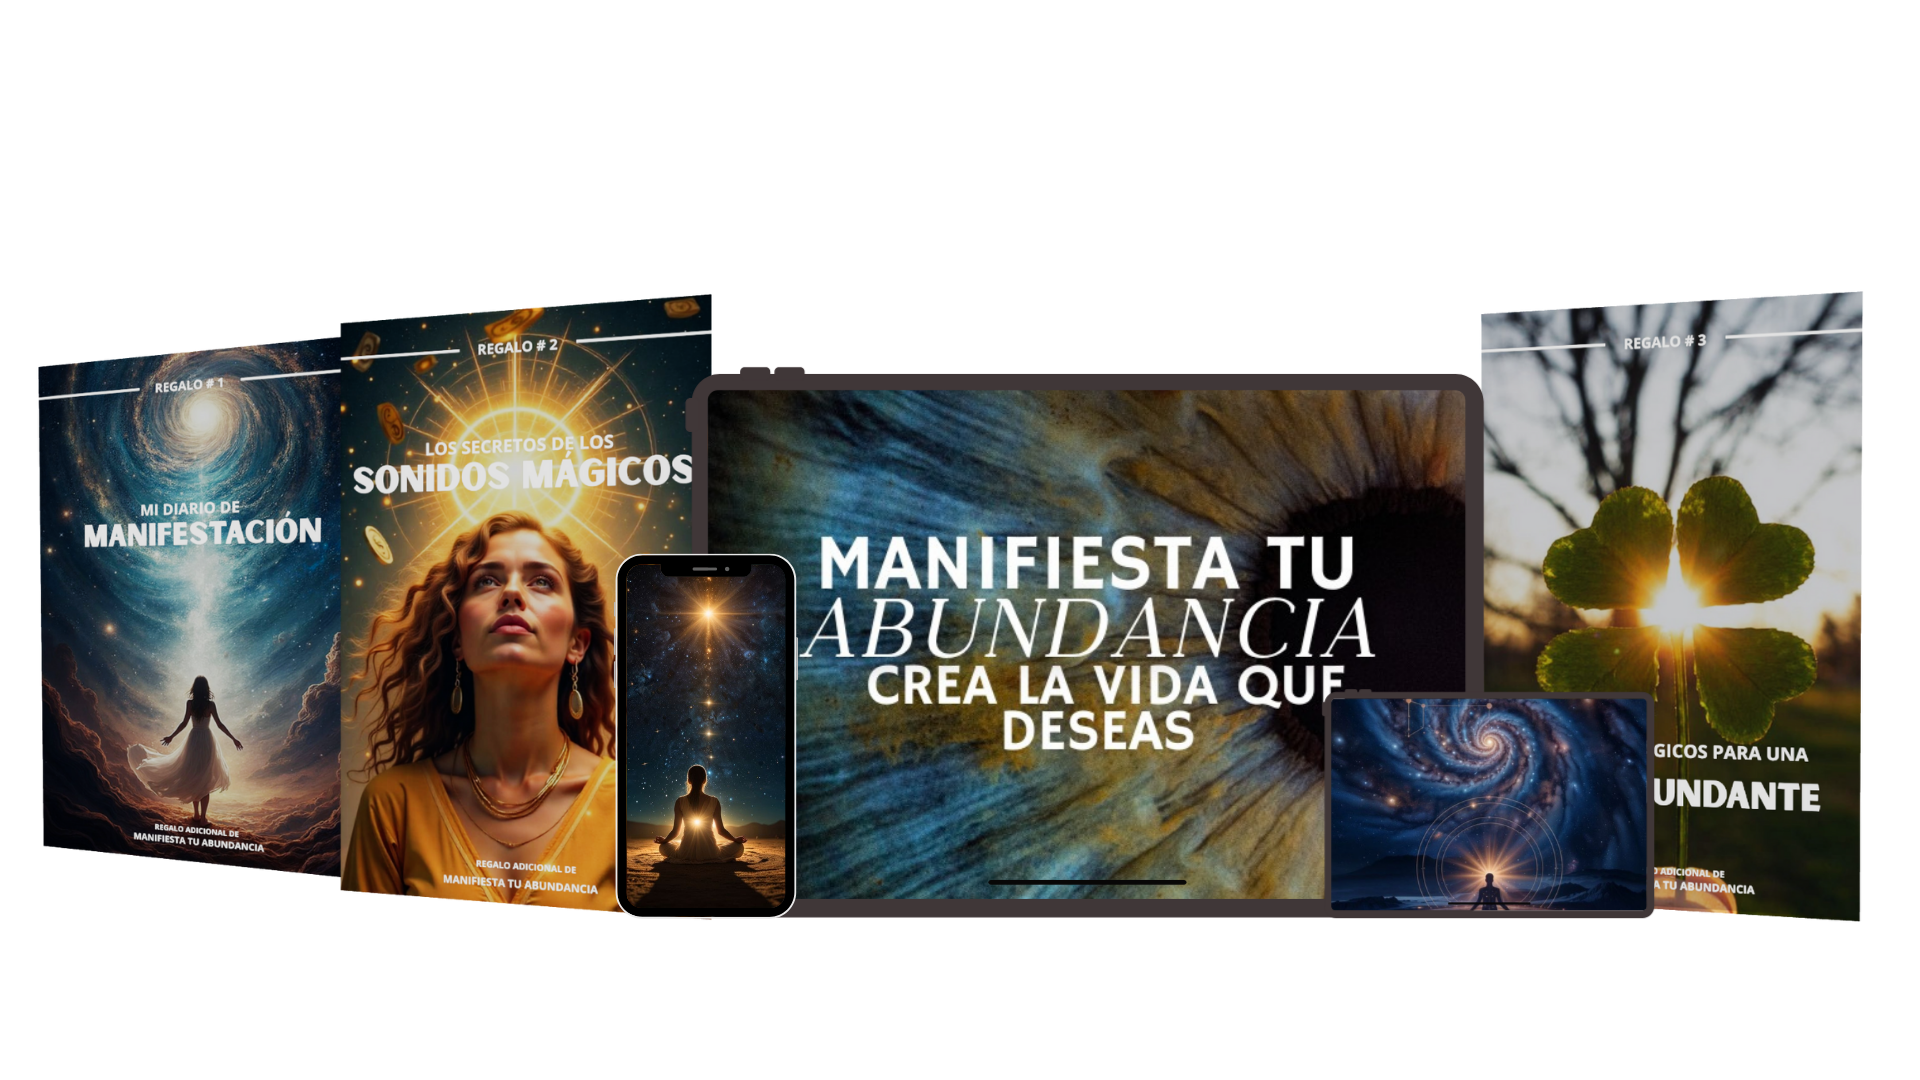 REGALO # 1
MI DIARIO DE
MANIFESTACIÓN
REGALO ADICIONAL DE
MANIFIESTA TU ABUNDANCIA
REGALO # 2
LOS SECRETOS DE LOS
SONIDOS MÁGICOS
REGALO ADICIONAL DE
MANIFIESTA TU ABUNDANCIA
MANIFIESTA TU
ABUNDANCIA
CREA LA VIDA QUE
DESEAS
REGALO # 3
GICOS PARA UNA
UNDANTE
ADICIONAL DE
TU ABUNDANCIA